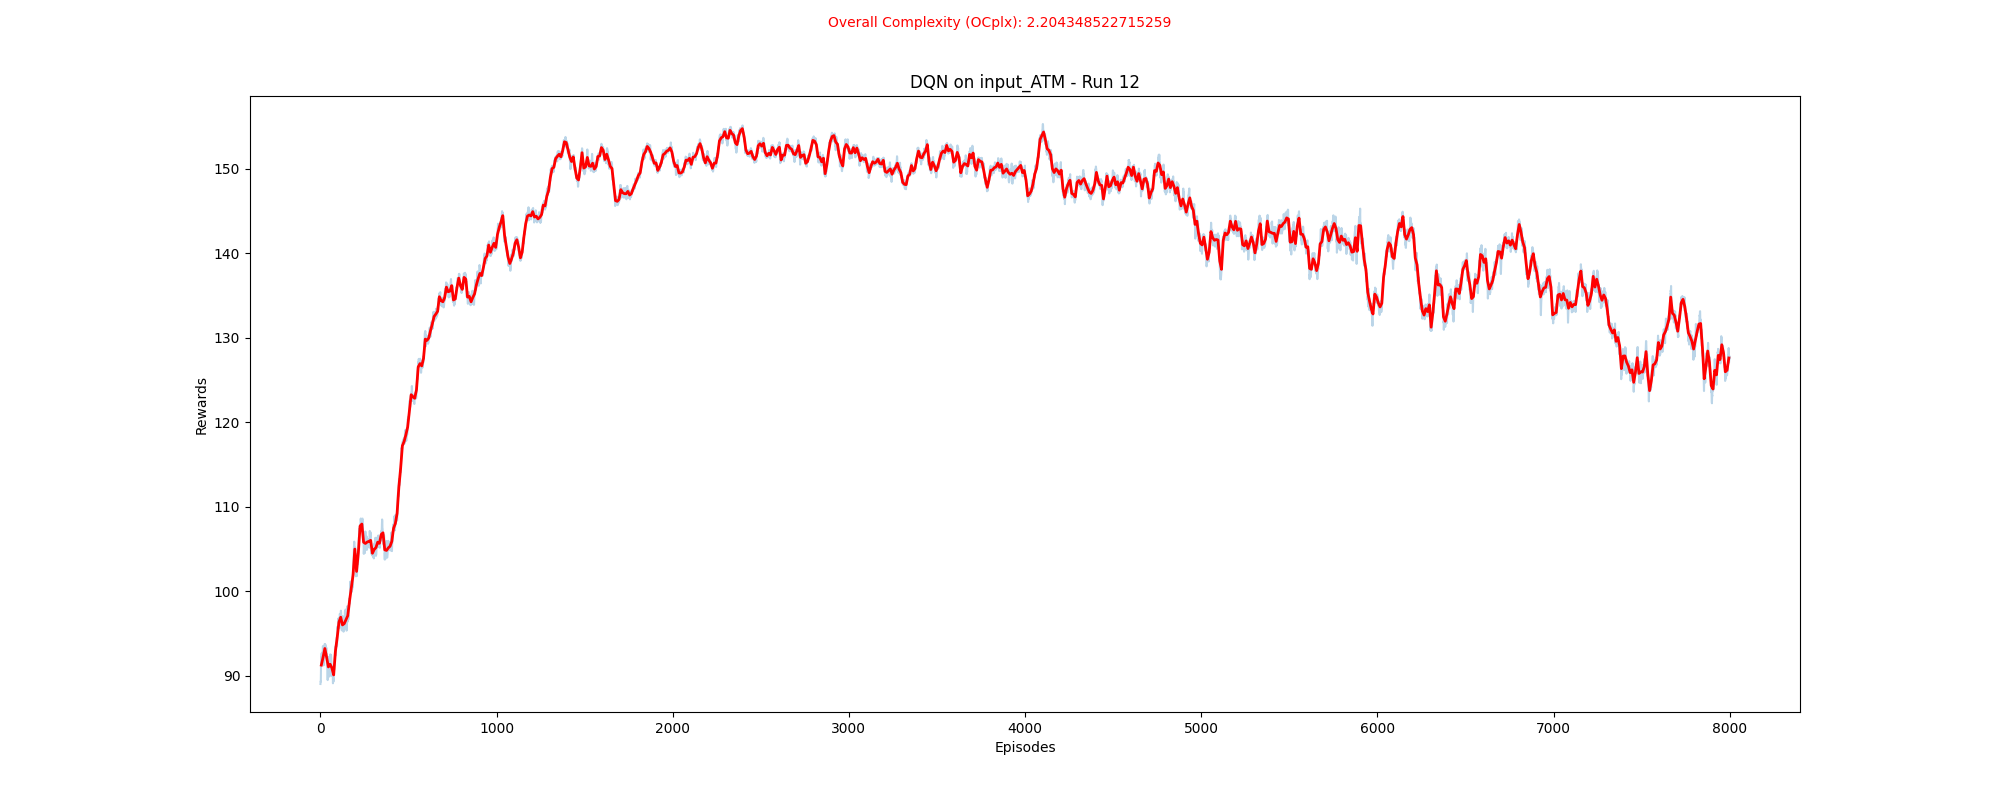 Overall Complexity (OCplx): 2.204348522715259
DQN on input_ATM - Run 12
Rewards
150
140
130
120
110
100
90
0 1000 2000 3000 4000 5000 6000 7000 8000
Episodes